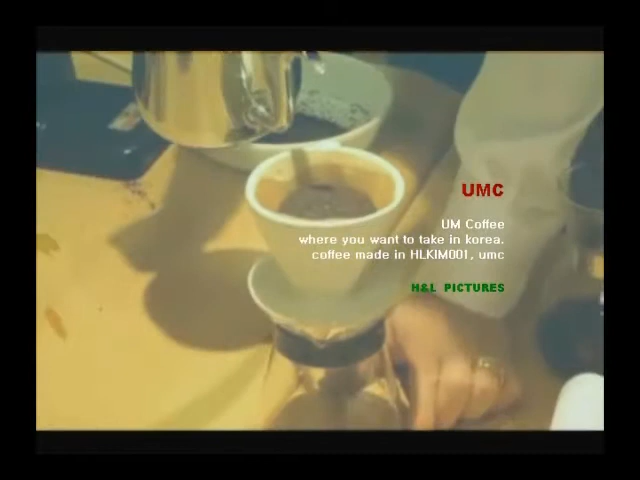 UMC
UM Coffee
where you want to take in korea.
coffee made in HLKIM001, umc
H&L PICTURES